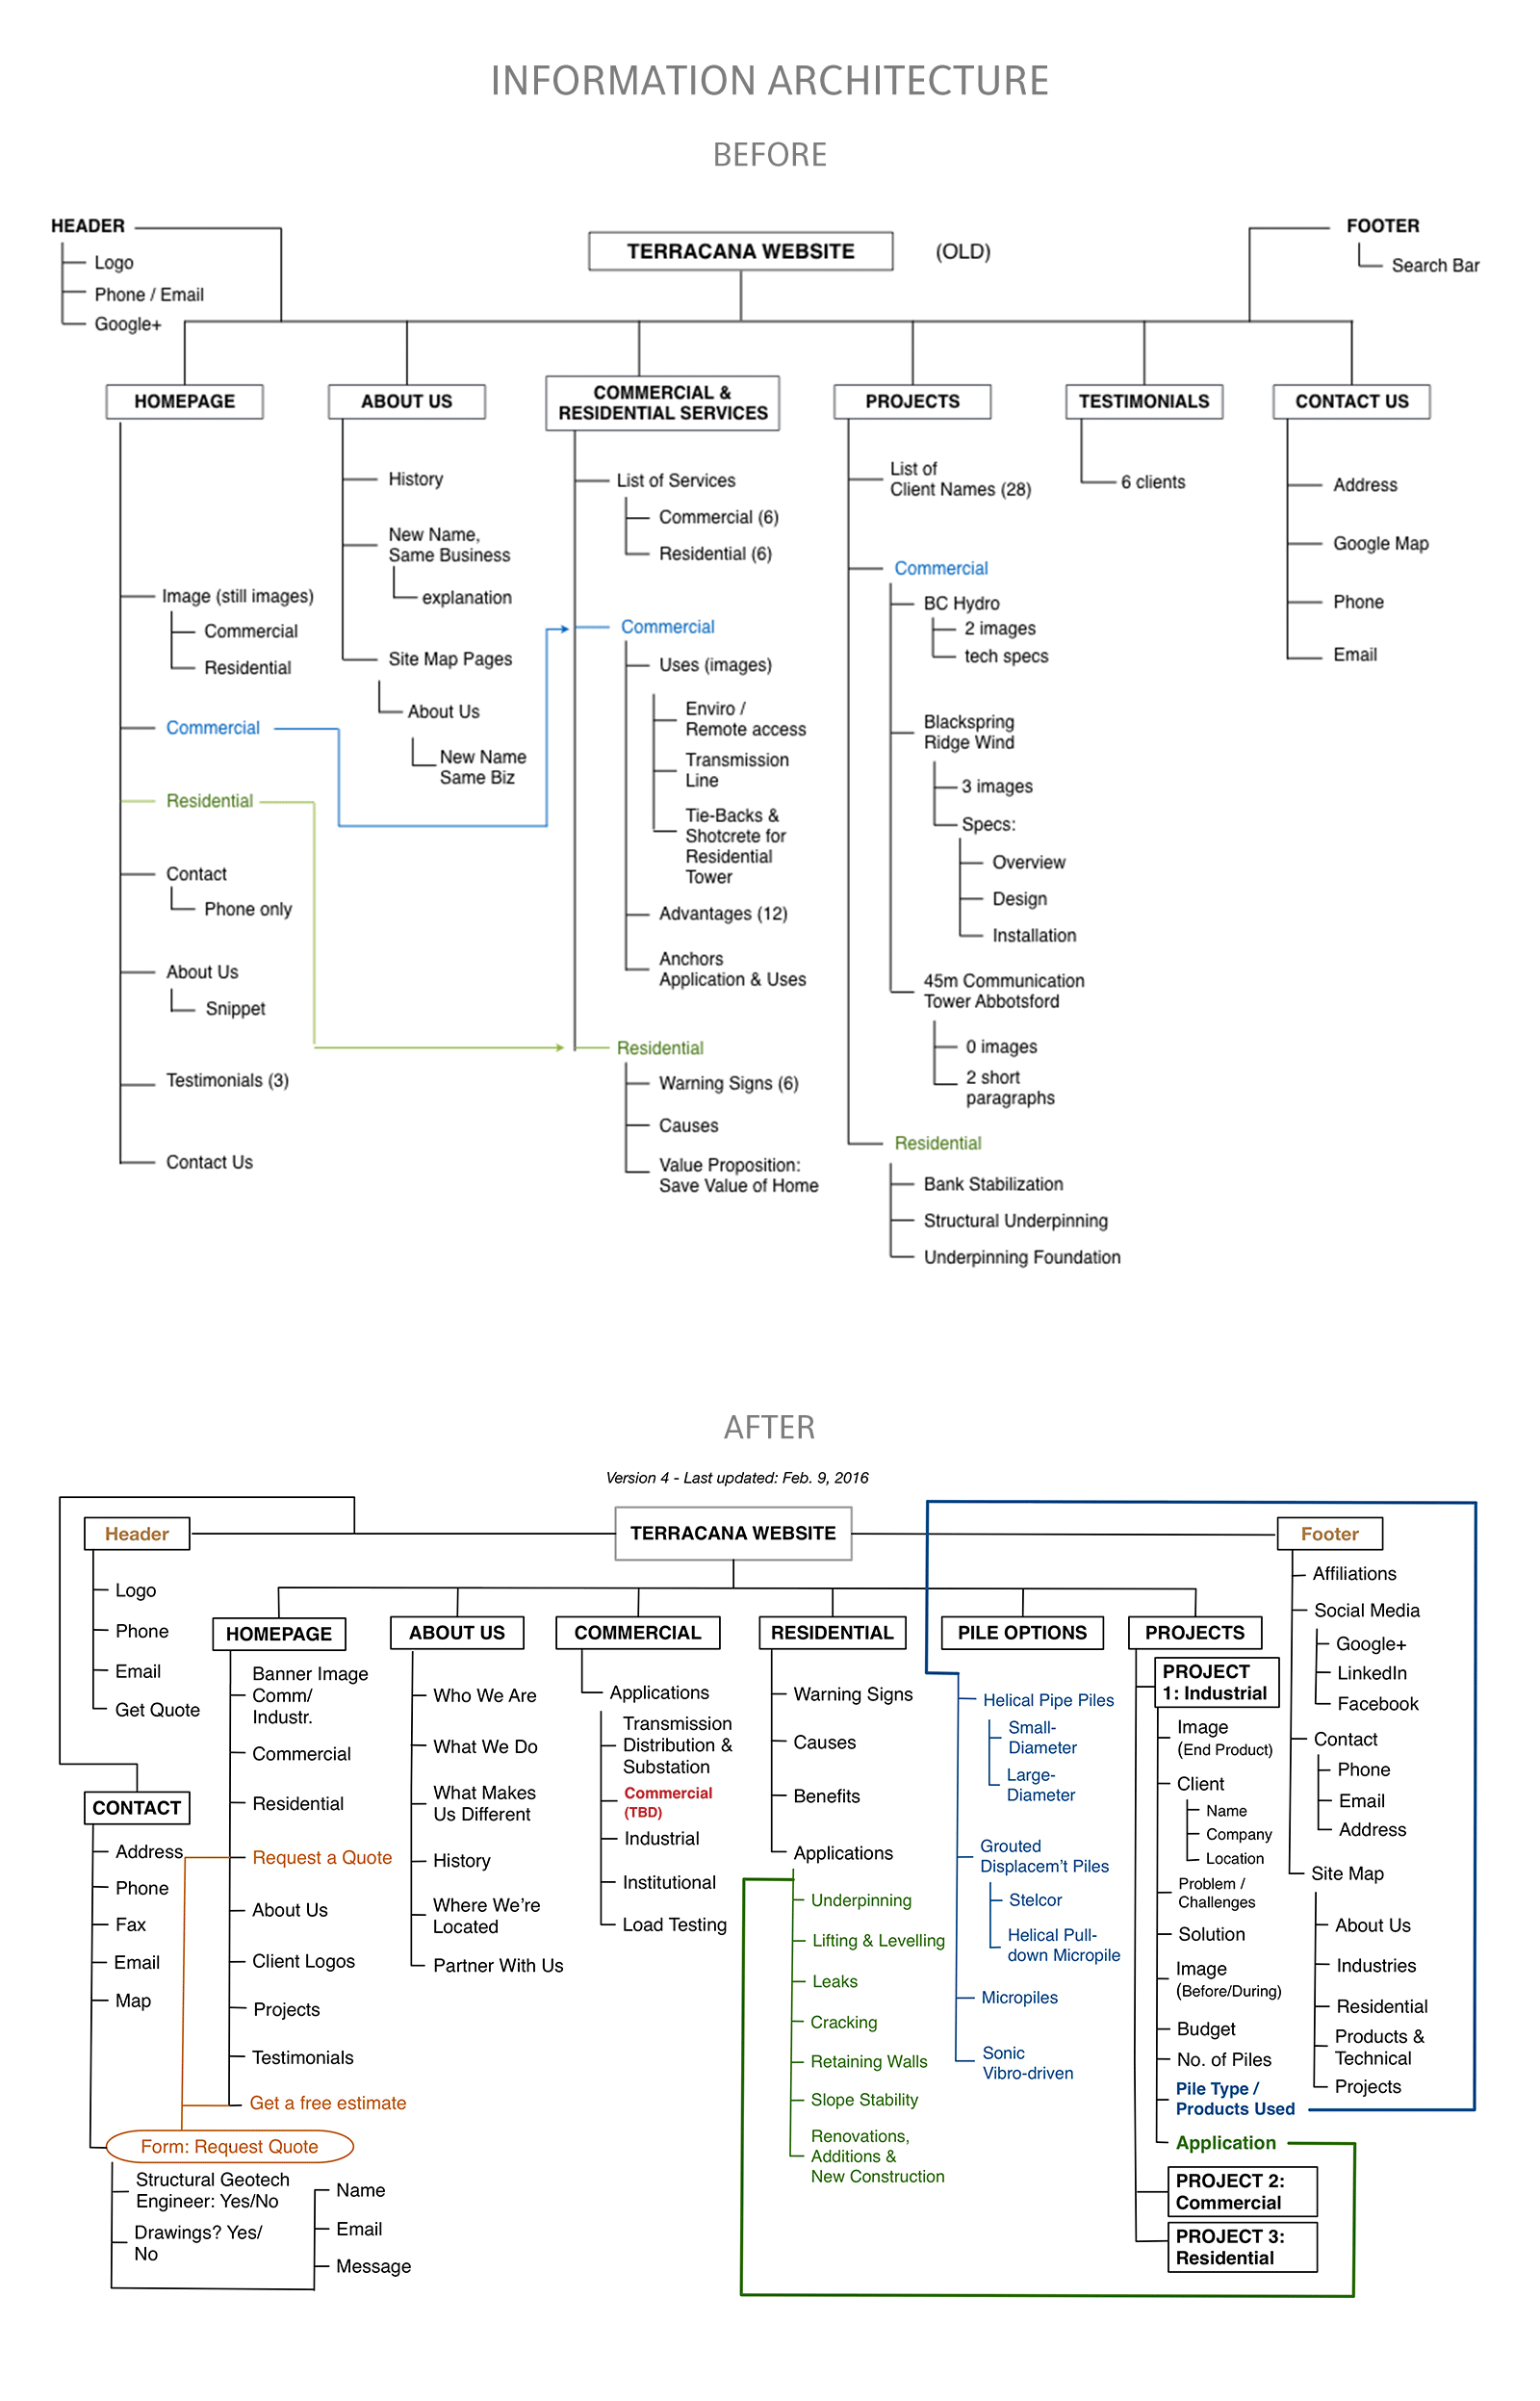 INFORMATION ARCHITECTURE
BEFORE
HEADER
Logo
Phone / Email
Google+
TERRACANA WEBSITE (OLD)
FOOTER
Search Bar
HOMEPAGE
Image (still images)
Commercial
Residential
Commercial
Residential
Contact
Phone only
About Us
Snippet
Testimonials (3)
Contact Us
ABOUT US
History
New Name,
Same Business
explanation
Site Map Pages
About Us
New Name
Same Biz
COMMERCIAL &
RESIDENTIAL SERVICES
List of Services
Commercial (6)
Residential (6)
Commercial
Uses (images)
Enviro /
Remote access
Transmission
Line
Tie-Backs &
Shotcrete for
Residential
Tower
Advantages (12)
Anchors
Application & Uses
Residential
Warning Signs (6)
Causes
Value Proposition:
Save Value of Home
PROJECTS
List of
Client Names (28)
Commercial
BC Hydro
2 images
tech specs
Blackspring
Ridge Wind
3 images
Specs:
Overview
Design
Installation
45m Communication
Tower Abbotsford
0 images
2 short
paragraphs
Residential
Bank Stabilization
Structural Underpinning
Underpinning Foundation
TESTIMONIALS
6 clients
CONTACT US
Address
Google Map
Phone
Email
AFTER
Version 4 - Last updated: Feb. 9, 2016
TERRACANA WEBSITE
Header
Logo
Phone
Email
Get Quote
CONTACT
Address
Phone
Fax
Email
Map
Form: Request Quote
Structural Geotech
Engineer: Yes/No
Drawings? Yes/
No
Name
Email
Message
HOMEPAGE
Banner Image
Comm/
Industr.
Commercial
Residential
Request a Quote
About Us
Client Logos
Projects
Testimonials
Get a free estimate
ABOUT US
Who We Are
What We Do
What Makes
Us Different
History
Where We're
Located
Partner With Us
COMMERCIAL
Applications
Transmission
Distribution &
Substation
Commercial
(TBD)
Industrial
Institutional
Load Testing
RESIDENTIAL
Warning Signs
Causes
Benefits
Applications
Underpinning
Lifting & Levelling
Leaks
Cracking
Retaining Walls
Slope Stability
Renovations,
Additions &
New Construction
PILE OPTIONS
Helical Pipe Piles
Small-
Diameter
Large-
Diameter
Grouted
Displacem't Piles
Stelcor
Helical Pull-
down Micropile
Micropiles
Sonic
Vibro-driven
PROJECTS
PROJECT
1: Industrial
Image
(End Product)
Client
Name
Company
Location
Problem /
Challenges
Solution
Image
(Before/During)
Budget
No. of Piles
Pile Type /
Products Used
Application
PROJECT 2:
Commercial
PROJECT 3:
Residential
Footer
Affiliations
Social Media
Google+
LinkedIn
Facebook
Contact
Phone
Email
Address
Site Map
About Us
Industries
Residential
Products &
Technical
Projects